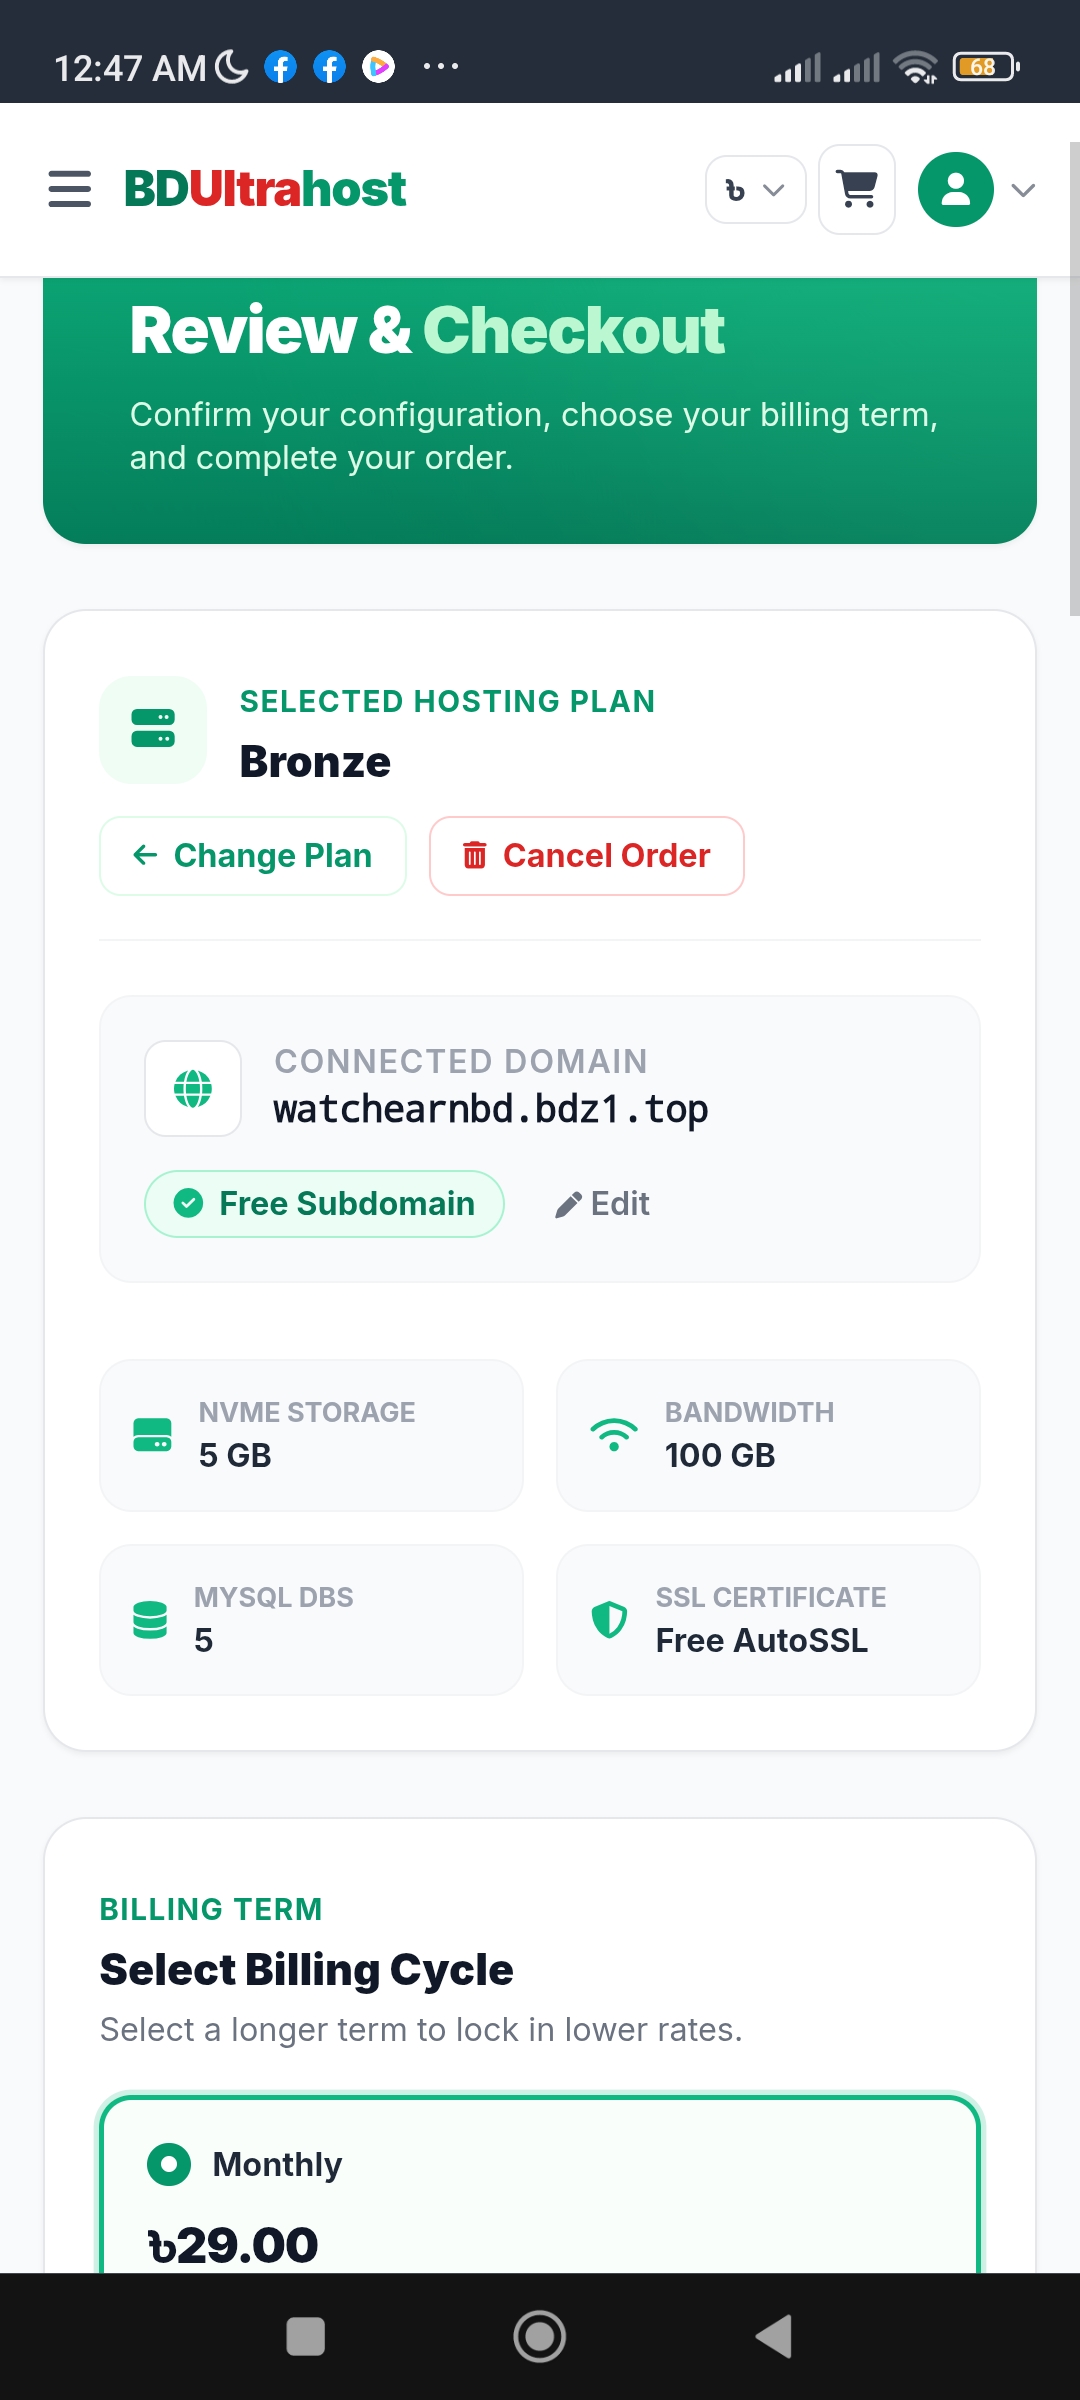 12:47 AM
68
BDUltrahost
৳
Review & Checkout
Confirm your configuration, choose your billing term,
and complete your order.
SELECTED HOSTING PLAN
Bronze
Change Plan
Cancel Order
CONNECTED DOMAIN
watchearnbd.bdz1.top
Free Subdomain
Edit
NVME STORAGE
5 GB
BANDWIDTH
100 GB
MYSQL DBS
5
SSL CERTIFICATE
Free AutoSSL
BILLING TERM
Select Billing Cycle
Select a longer term to lock in lower rates.
Monthly
৳29.00